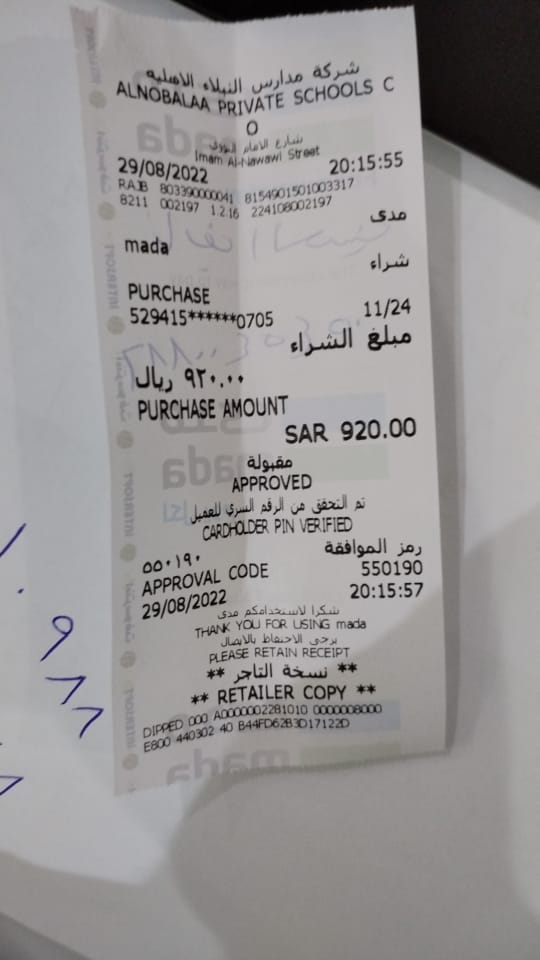 شركة مدارس النبلاء الاهليه
ALNOBALAA PRIVATE SCHOOLS C
O
شارع الامام النووى
Imam Al-Nawawi Street
29/08/2022 20:15:55
RAJB 80339000041 8154901501003317
8211 002197 1.2.16 224108002197
مدى
mada
شراء
PURCHASE
529415******0705 11/24
مبلغ الشراء
٩٢٠.٠٠ ريال
PURCHASE AMOUNT
SAR 920.00
مقبولة
APPROVED
تم التحقق من الرقم السري للعميل
CARDHOLDER PIN VERIFIED
٥٥٠١٩٠ رمز الموافقة
APPROVAL CODE 550190
29/08/2022 20:15:57
شكرا لاستخدامكم مدى
THANK YOU FOR USING mada
يرجى الاحتفاظ بالايصال
PLEASE RETAIN RECEIPT
** نسخة التاجر **
** RETAILER COPY **
DIPPED 000 A0000002281010 0000008000
E800 440302 40 B44FD62B3D17122D